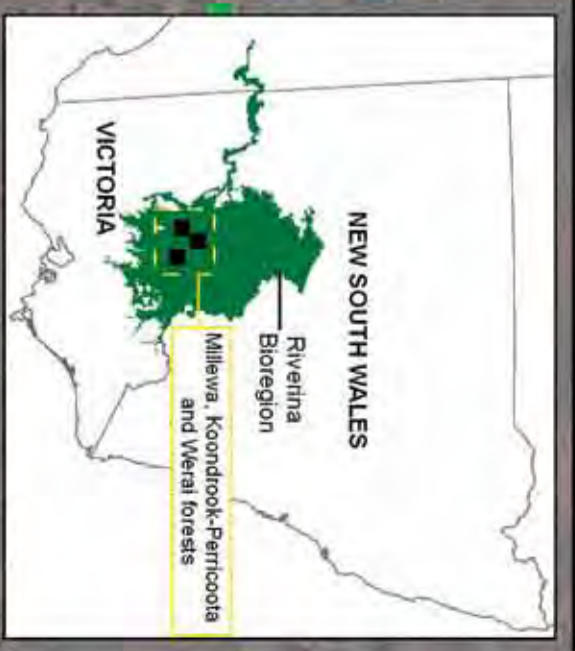 NEW SOUTH WALES
Riverina
Bioregion
Millewa, Koondrook-Perricoota
and Werai forests
VICTORIA